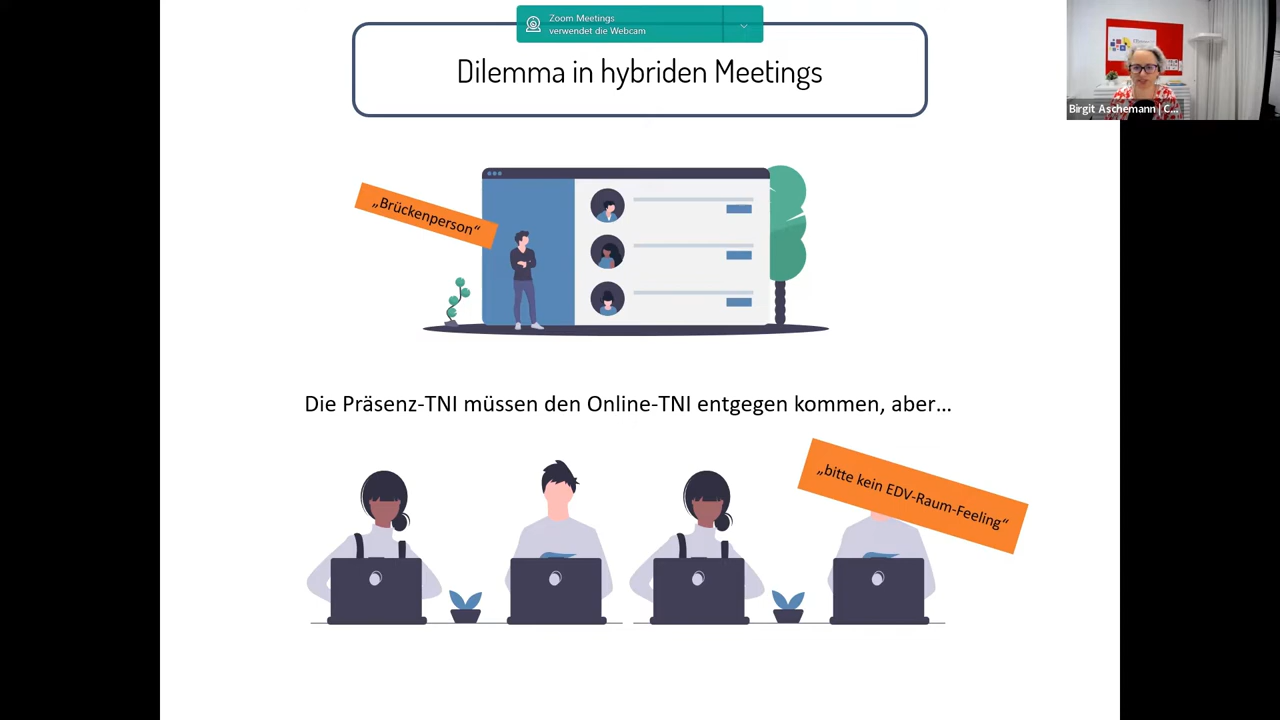 Zoom Meetings
verwendet die Webcam
Dilemma in hybriden Meetings
Birgit Aschemann | C...
„Brückenperson“
Die Präsenz-TNI müssen den Online-TNI entgegen kommen, aber…
„bitte kein EDV-Raum-Feeling“